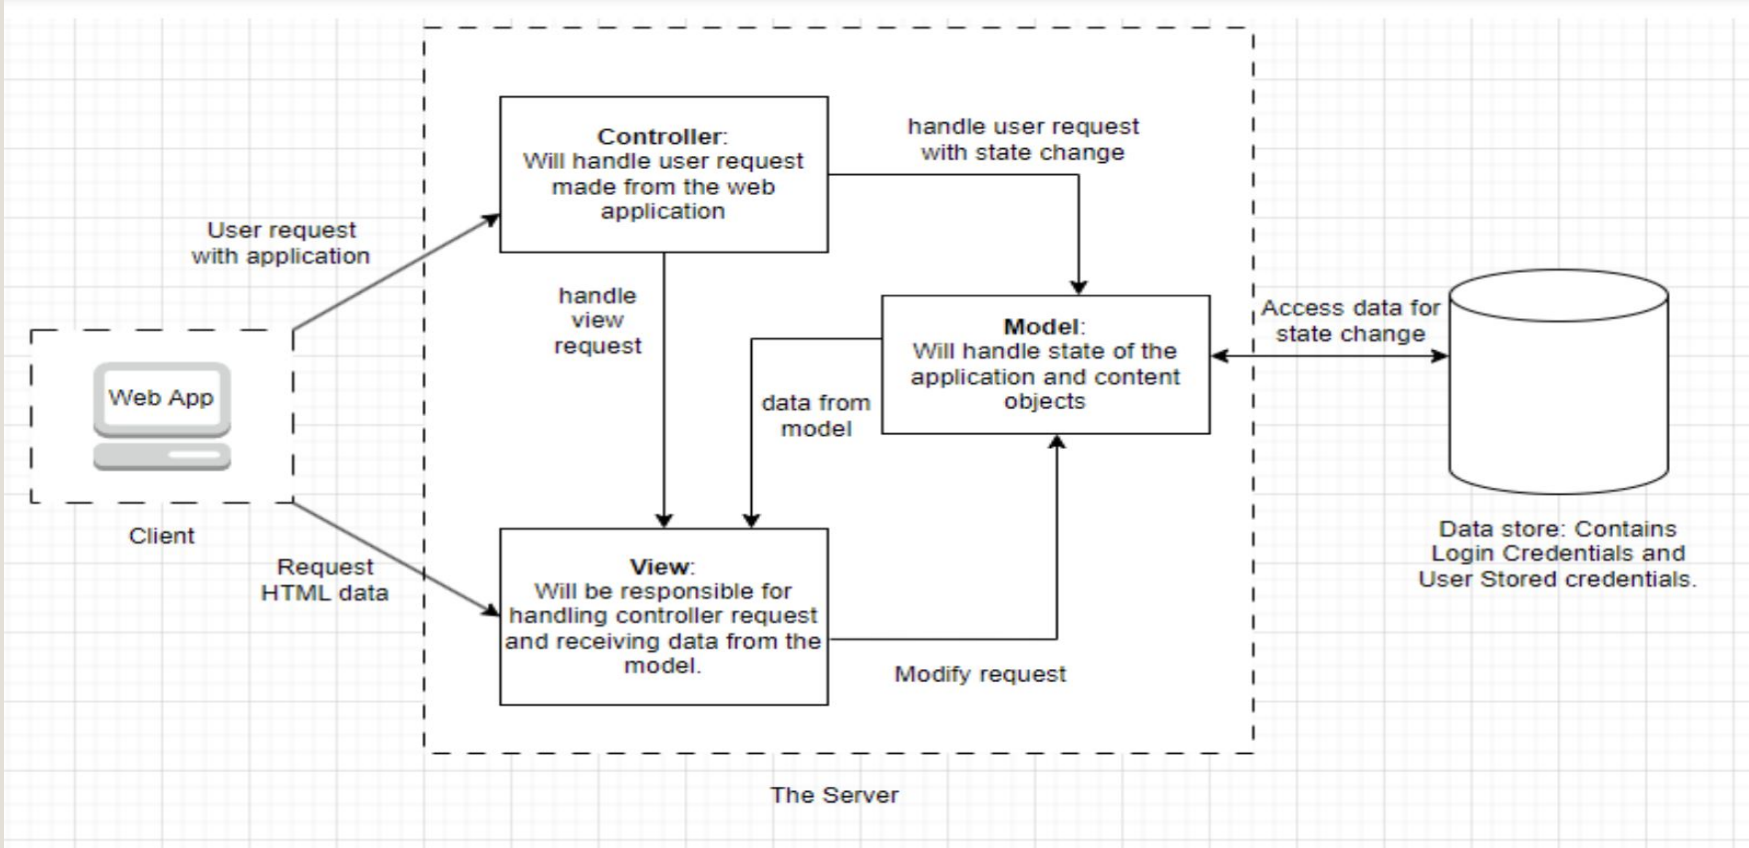 Controller:
Will handle user request
made from the web
application
handle user request
with state change
User request
with application
handle
view
request
Model:
Will handle state of the
application and content
objects
Access data for
state change
Web App
data from
model
Client
Request
HTML data
View:
Will be responsible for
handling controller request
and receiving data from the
model.
Modify request
Data store: Contains
Login Credentials and
User Stored credentials.
The Server